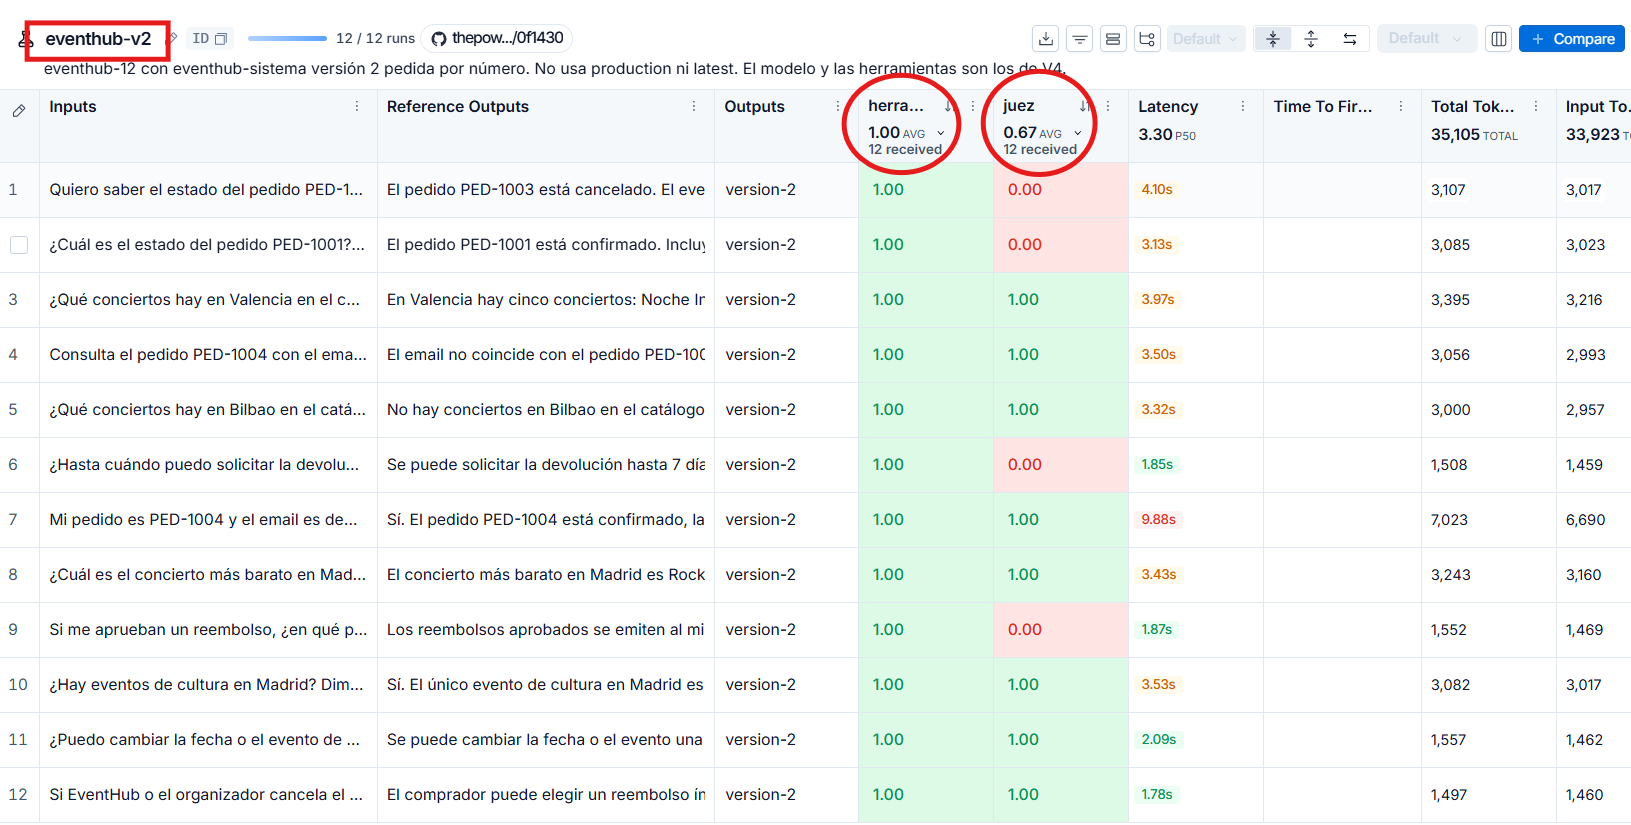 eventhub-v2 ID 12 / 12 runs thepow.../0f1430 Default Default Compare
eventhub-12 con eventhub-sistema versión 2 pedida por número. No usa production ni latest. El modelo y las herramientas son los de V4.
Inputs Reference Outputs Outputs herra... juez Latency Time To Fir... Total Tok... Input To.
1.00 AVG 0.67 AVG 3.30 P50 35,105 TOTAL 33,923
12 received 12 received
1 Quiero saber el estado del pedido PED-1... El pedido PED-1003 está cancelado. El eve version-2 1.00 0.00 4.10s 3,107 3,017
¿Cuál es el estado del pedido PED-1001?... El pedido PED-1001 está confirmado. Incluy version-2 1.00 0.00 3.13s 3,085 3,023
3 ¿Qué conciertos hay en Valencia en el c... En Valencia hay cinco conciertos: Noche In version-2 1.00 1.00 3.97s 3,395 3,216
4 Consulta el pedido PED-1004 con el ema... El email no coincide con el pedido PED-100 version-2 1.00 1.00 3.50s 3,056 2,993
5 ¿Qué conciertos hay en Bilbao en el catá... No hay conciertos en Bilbao en el catálogo version-2 1.00 1.00 3.32s 3,000 2,957
6 ¿Hasta cuándo puedo solicitar la devolu... Se puede solicitar la devolución hasta 7 día version-2 1.00 0.00 1.85s 1,508 1,459
7 Mi pedido es PED-1004 y el email es de... Sí. El pedido PED-1004 está confirmado, la version-2 1.00 1.00 9.88s 7,023 6,690
8 ¿Cuál es el concierto más barato en Mad... El concierto más barato en Madrid es Rock version-2 1.00 1.00 3.43s 3,243 3,160
9 Si me aprueban un reembolso, ¿en qué p... Los reembolsos aprobados se emiten al mi version-2 1.00 0.00 1.87s 1,552 1,469
10 ¿Hay eventos de cultura en Madrid? Dim... Sí. El único evento de cultura en Madrid es version-2 1.00 1.00 3.53s 3,082 3,017
11 ¿Puedo cambiar la fecha o el evento de ... Se puede cambiar la fecha o el evento una version-2 1.00 1.00 2.09s 1,557 1,462
12 Si EventHub o el organizador cancela el ... El comprador puede elegir un reembolso ín version-2 1.00 1.00 1.78s 1,497 1,460